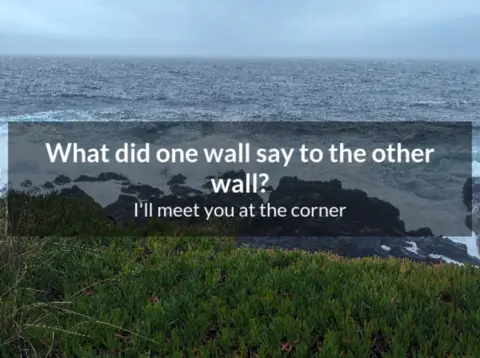 What did one wall say to the other
wall?
I'll meet you at the corner